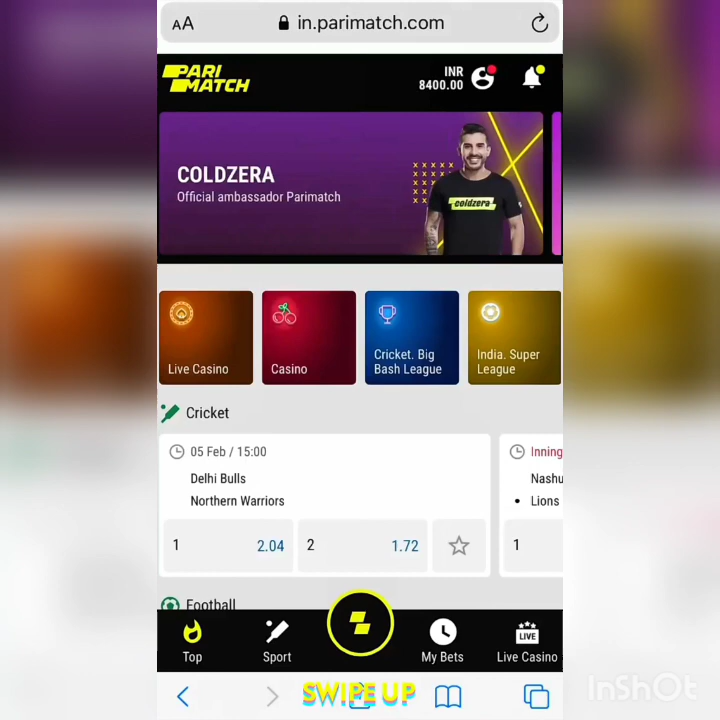 AA in.parimatch.com
PARI
MATCH
INR
8400.00
COLDZERA
Official ambassador Parimatch
coldzera
Live Casino
Casino
Cricket. Big
Bash League
India. Super
League
Cricket
05 Feb / 15:00
Delhi Bulls
Northern Warriors
1 2.04 2 1.72
Inning
Nashu
Lions
1
Football
LIVE
Top Sport My Bets Live Casino
SWIPE UP
InShOt